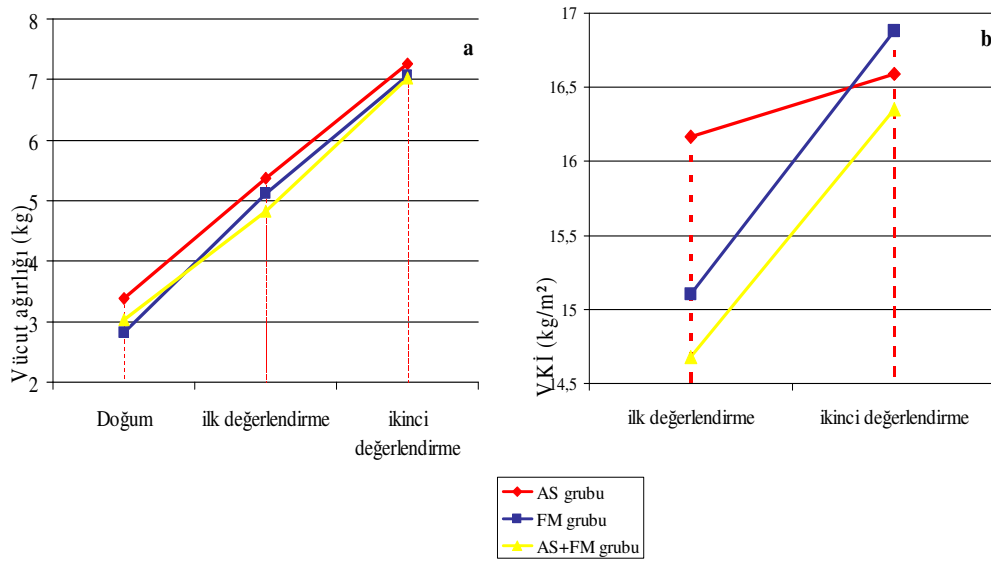 8
7
6
5
4
3
2
Vücut ağırlığı (kg)
a
Doğum
ilk değerlendirme
ikinci
değerlendirme
17
16,5
16
15,5
15
14,5
VKİ (kg/m²)
b
ilk değerlendirme
ikinci değerlendirme
AS grubu
FM grubu
AS+FM grubu